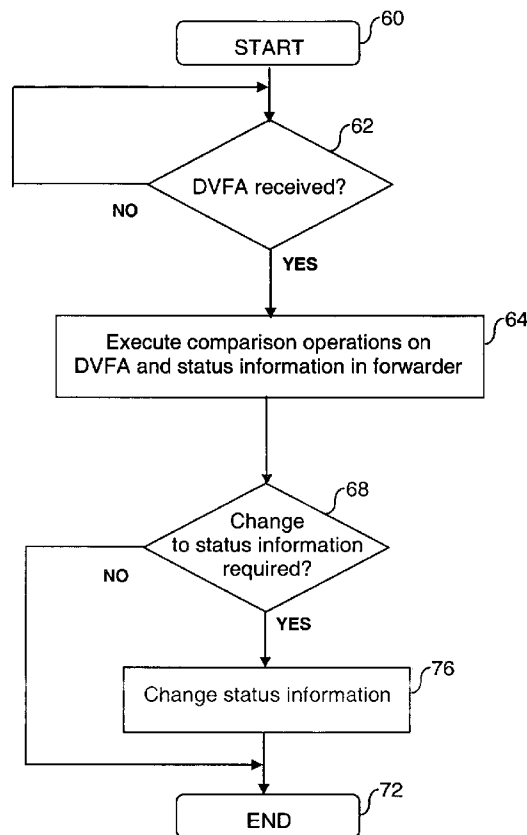 60
START
62
DVFA received?
NO
YES
64
Execute comparison operations on
DVFA and status information in forwarder
68
Change
to status information
required?
NO
YES
76
Change status information
72
END